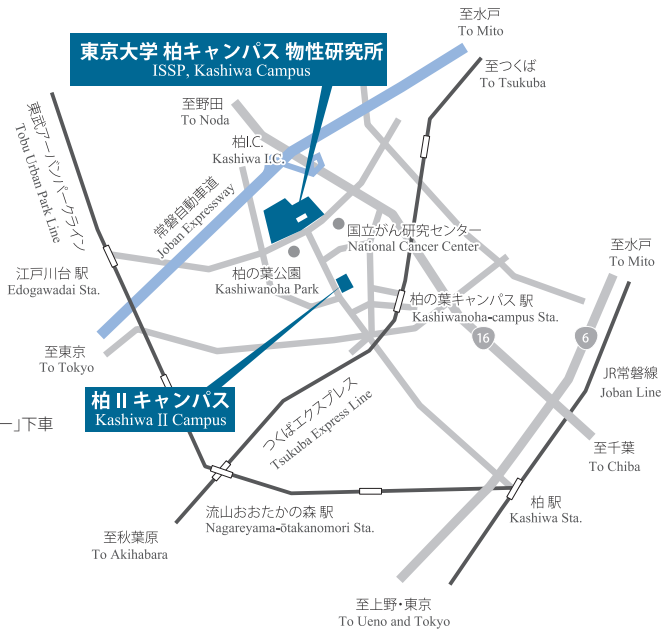 至水戸
To Mito
東京大学 柏キャンパス 物性研究所
ISSP, Kashiwa Campus
至つくば
To Tsukuba
至野田
To Noda
柏I.C.
Kashiwa I.C.
東武アーバンパークライン
Tobu Urban Park Line
常磐自動車道
Joban Expressway
国立がん研究センター
National Cancer Center
至水戸
To Mito
江戸川台 駅
Edogawadai Sta.
柏の葉公園
Kashiwanoha Park
柏の葉キャンパス 駅
Kashiwanoha-campus Sta.
16
6
至東京
To Tokyo
JR常磐線
Joban Line
柏 II キャンパス
Kashiwa II Campus
ー」下車
つくばエクスプレス
Tsukuba Express Line
至千葉
To Chiba
流山おおたかの森 駅
Nagareyama-ōtakanomori Sta.
柏 駅
Kashiwa Sta.
至秋葉原
To Akihabara
至上野・東京
To Ueno and Tokyo